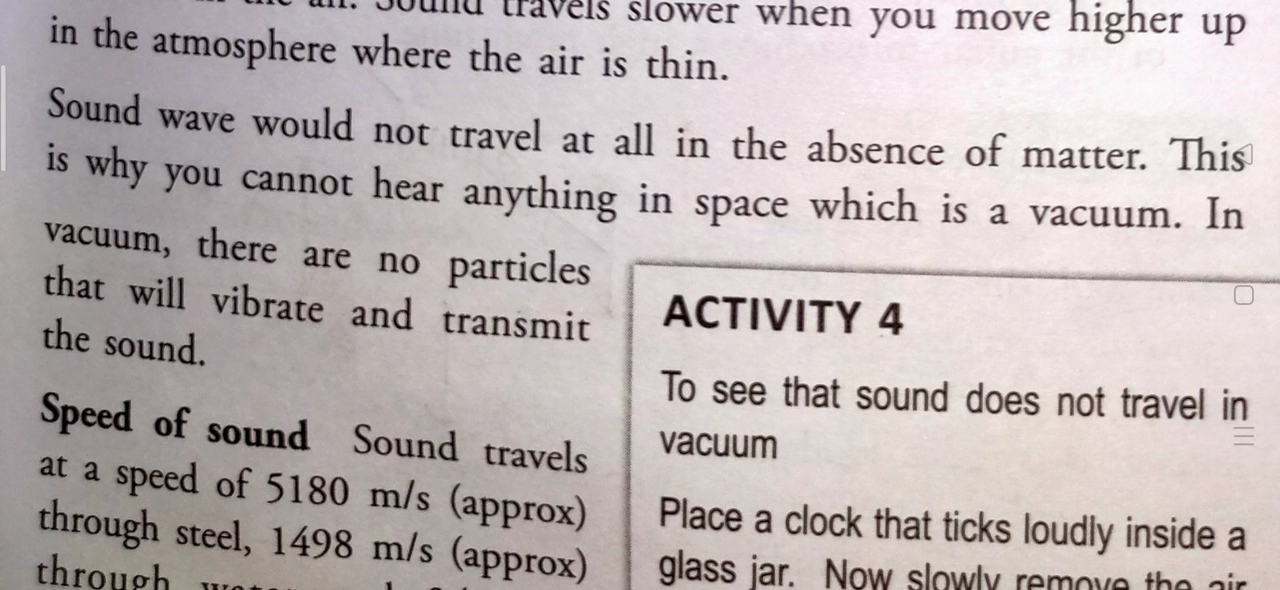 the air. Sound travels slower when you move higher up
in the atmosphere where the air is thin.
Sound wave would not travel at all in the absence of matter. This
is why you cannot hear anything in space which is a vacuum. In
vacuum, there are no particles
that will vibrate and transmit
the sound.
Speed of sound Sound travels
at a speed of 5180 m/s (approx)
through steel, 1498 m/s (approx)
through
ACTIVITY 4
To see that sound does not travel in
vacuum
Place a clock that ticks loudly inside a
glass jar. Now slowly remove the air